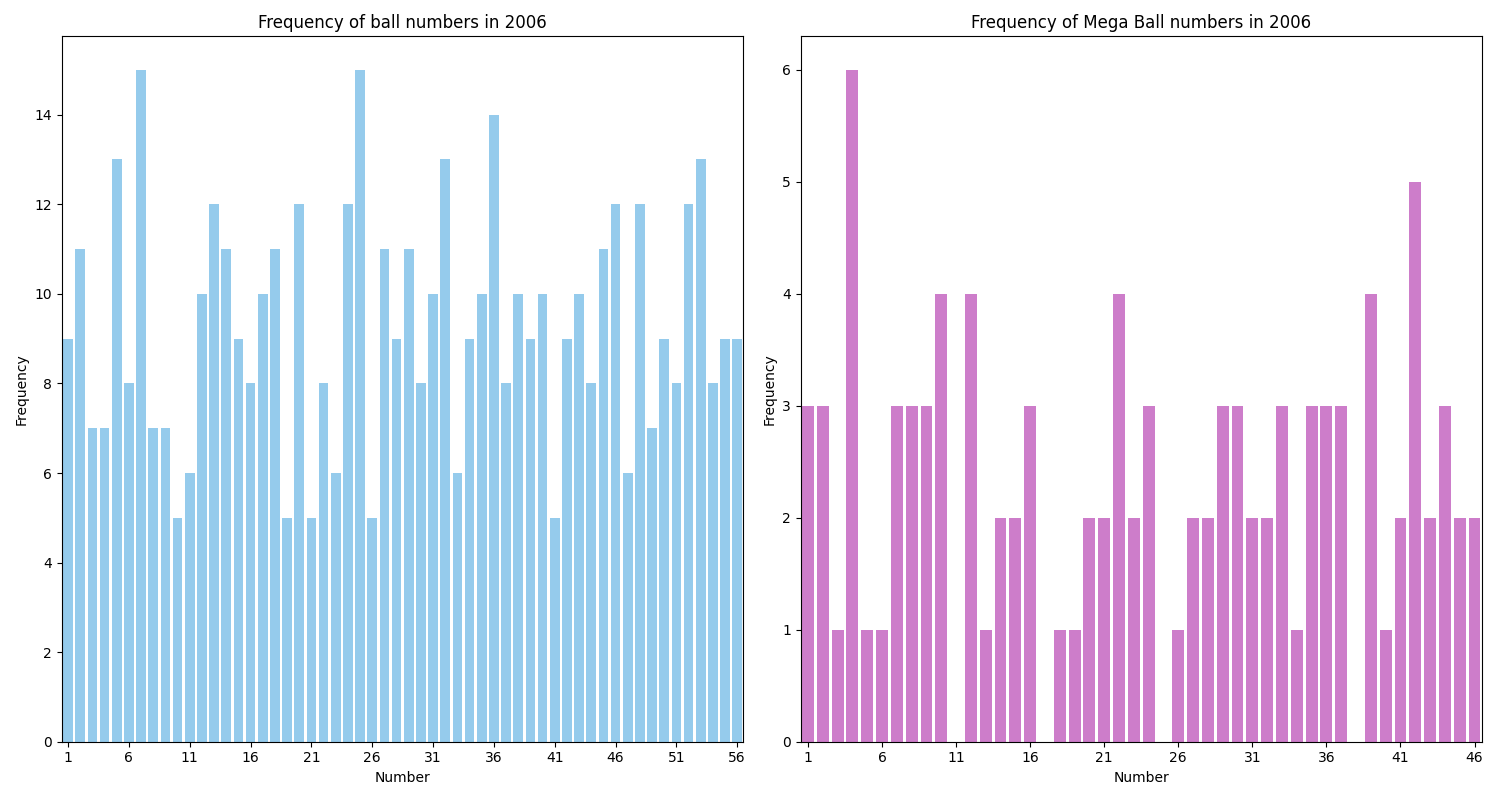 Frequency of ball numbers in 2006
Frequency
14
12
10
8
6
4
2
0
1 6 11 16 21 26 31 36 41 46 51 56
Number
Frequency of Mega Ball numbers in 2006
Frequency
6
5
4
3
2
1
0
1 6 11 16 21 26 31 36 41 46
Number